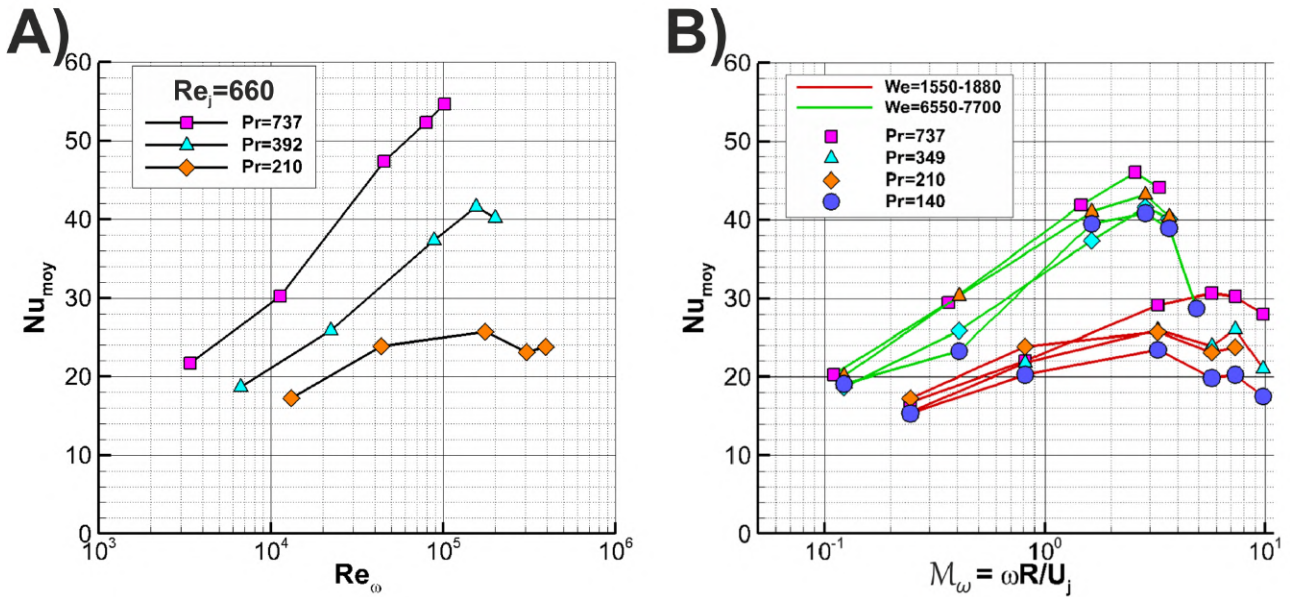 A)
Nu_moy
60
50
40
30
20
10
0
Re_j=660
Pr=737
Pr=392
Pr=210
10^3
10^4
10^5
10^6
Re_ω
B)
Nu_moy
60
50
40
30
20
10
0
We=1550-1880
We=6550-7700
Pr=737
Pr=349
Pr=210
Pr=140
10^-1
10^0
10^1
M_ω = ωR/U_j